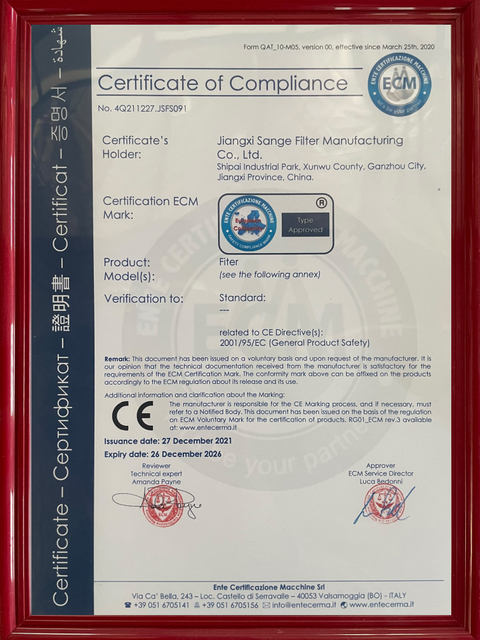 Form QAT_10-M05, version 00, effective since March 25th, 2020
Certificate of Compliance
ENTE CERTIFICAZIONE MACCHINE
ECM
No. 4Q211227.JSFS091
Certificate's Holder:
Jiangxi Sange Filter Manufacturing
Co., Ltd.
Shipai Industrial Park, Xunwu County, Ganzhou City,
Jiangxi Province, China.
Certification ECM
Mark:
ENTE CERTIFICAZIONE MACCHINE
SAFETY COMPLIANCE MARK
®
Type
Approved
Product:
Fiter
Model(s):
(see the following annex)
Verification to:
Standard:
---
related to CE Directive(s):
2001/95/EC (General Product Safety)
Remark: This document has been issued on a voluntary basis and upon request of the manufacturer. It is
our opinion that the technical documentation received from the manufacturer is satisfactory for the
requirements of the ECM Certification Mark. The conformity mark above can be affixed on the products
accordingly to the ECM regulation about its release and its use.
Additional information and clarification about the Marking:
CE
The manufacturer is responsible for the CE Marking process, and if necessary, must
refer to a Notified Body. This document has been issued on the basis of the regulation
on ECM Voluntary Mark for the certification of products. RG01_ECM rev.3 available
at: www.entecerma.it
Issuance date: 27 December 2021
Expiry date: 26 December 2026
Reviewer
Technical expert
Amanda Payne
Approver
ECM Service Director
Luca Bedonni
Ente Certificazione Macchine Srl
Via Ca' Bella, 243 – Loc. Castello di Serravalle – 40053 Valsamoggia (BO) - ITALY
+39 051 6705141 +39 051 6705156 info@entecerma.it www.entecerma.it
Certificate – Сертификат – 證明書 – Certificat – 증명서 – شهادة